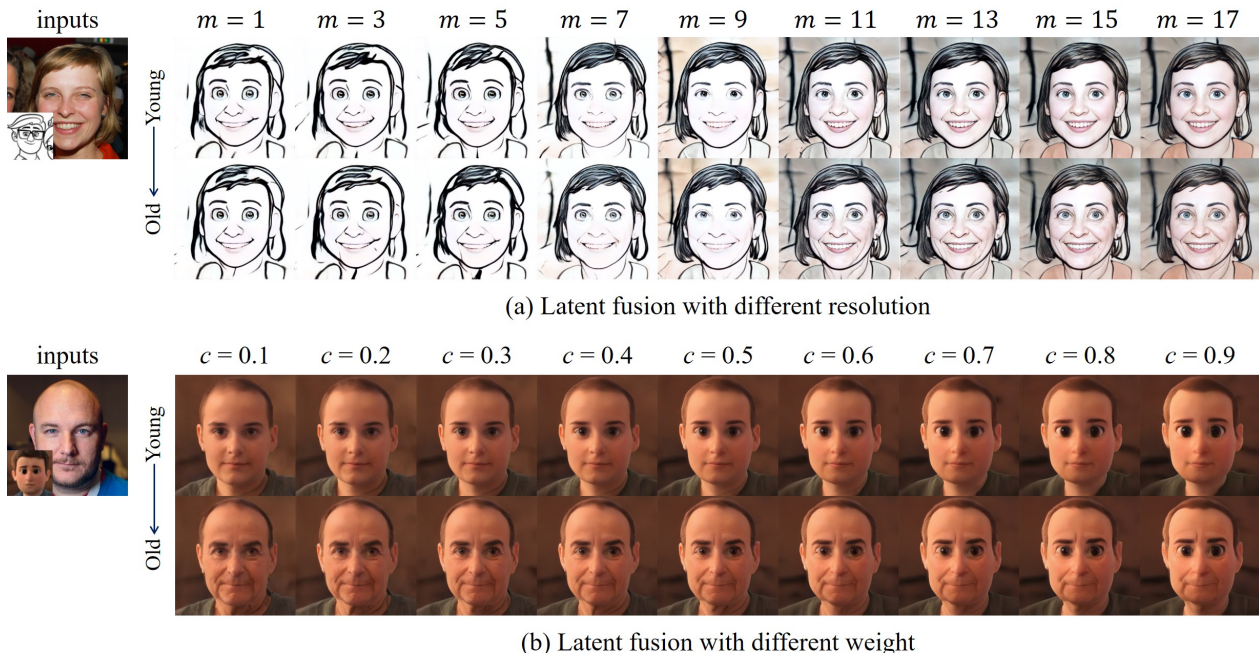 inputs m = 1 m = 3 m = 5 m = 7 m = 9 m = 11 m = 13 m = 15 m = 17
Young
Old
(a) Latent fusion with different resolution
inputs c = 0.1 c = 0.2 c = 0.3 c = 0.4 c = 0.5 c = 0.6 c = 0.7 c = 0.8 c = 0.9
Young
Old
(b) Latent fusion with different weight